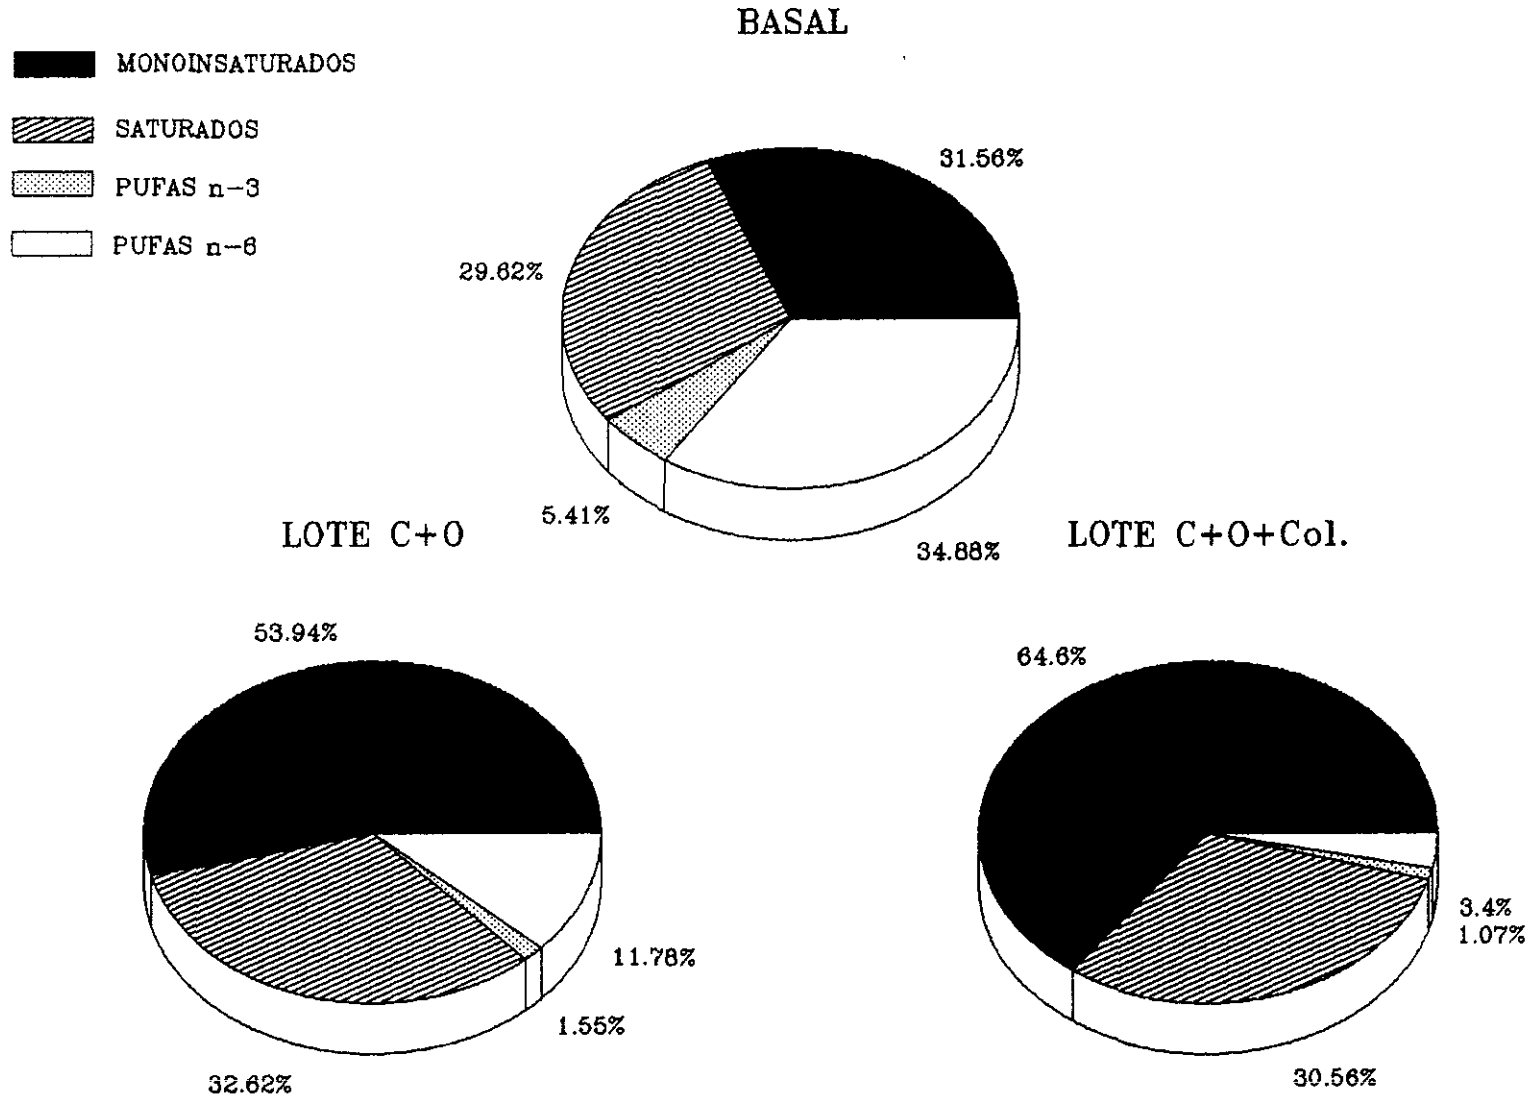 BASAL
MONOINSATURADOS
SATURADOS
PUFAS n-3
PUFAS n-6
31.56%
29.62%
5.41%
34.88%
LOTE C+O
53.94%
11.78%
1.55%
32.62%
LOTE C+O+Col.
64.6%
3.4%
1.07%
30.56%